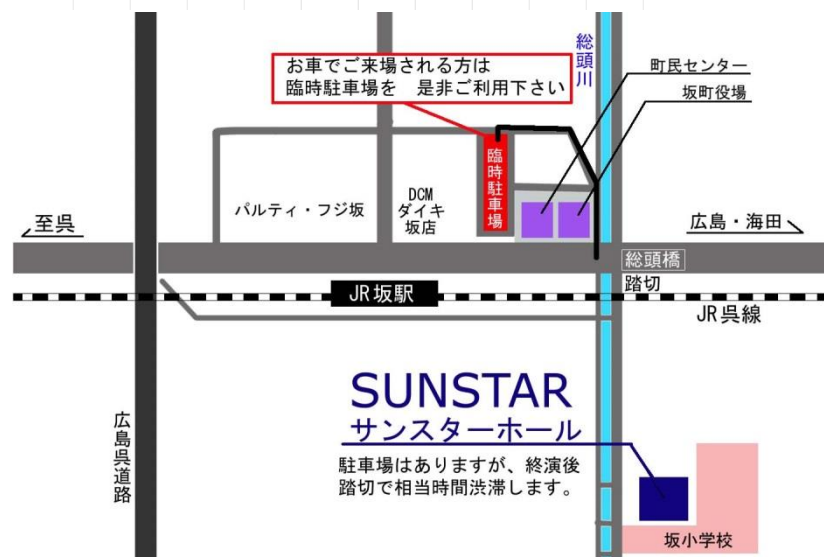 お車でご来場される方は
臨時駐車場を 是非ご利用下さい
総頭川
町民センター
坂町役場
臨時駐車場
パルティ・フジ坂
DCM
ダイキ
坂店
至呉
広島・海田
総頭橋
踏切
JR坂駅
JR呉線
SUNSTAR
サンスターホール
駐車場はありますが、終演後
踏切で相当時間渋滞します。
広島呉道路
坂小学校